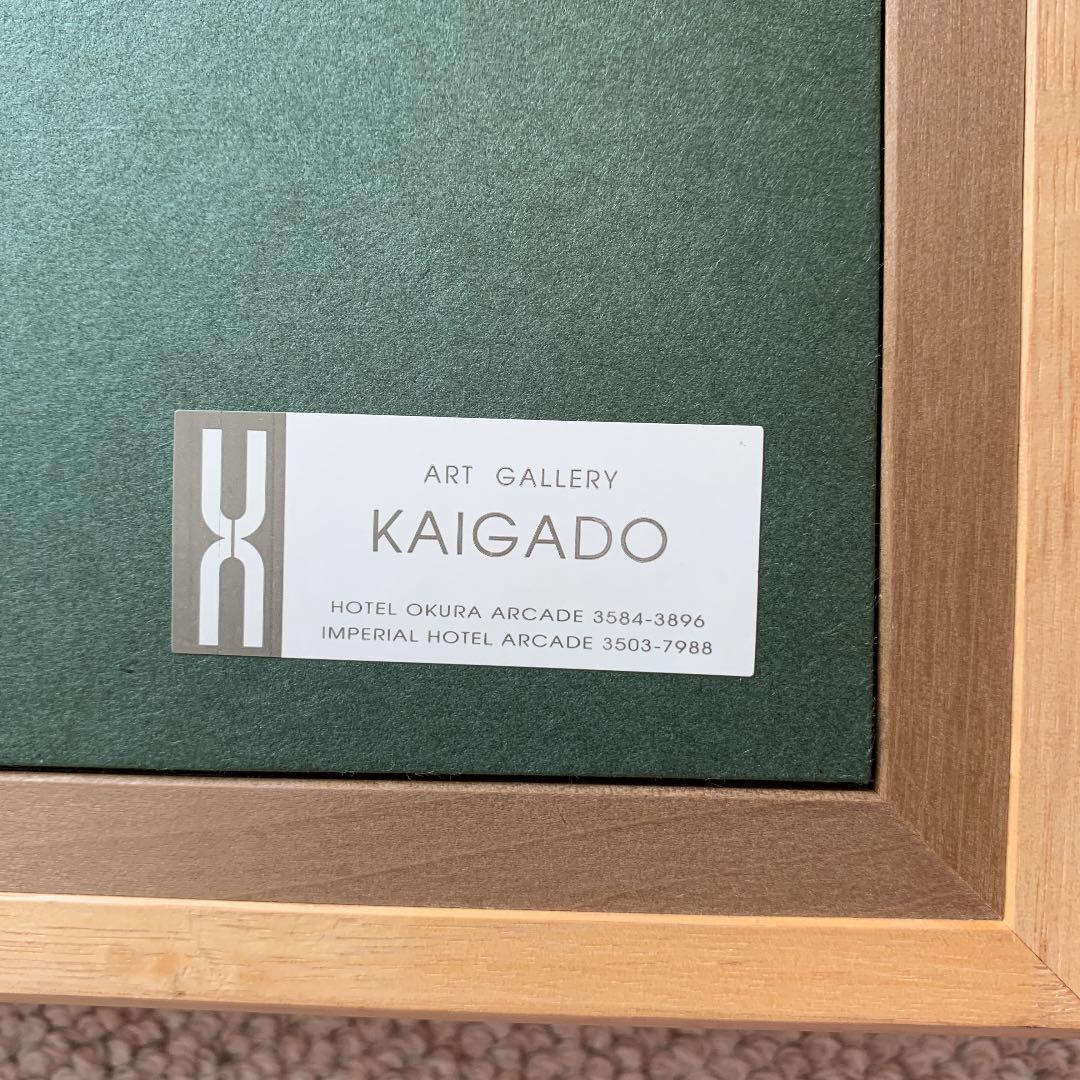 ART GALLERY
KAIGADO
HOTEL OKURA ARCADE 3584-3896
IMPERIAL HOTEL ARCADE 3503-7988